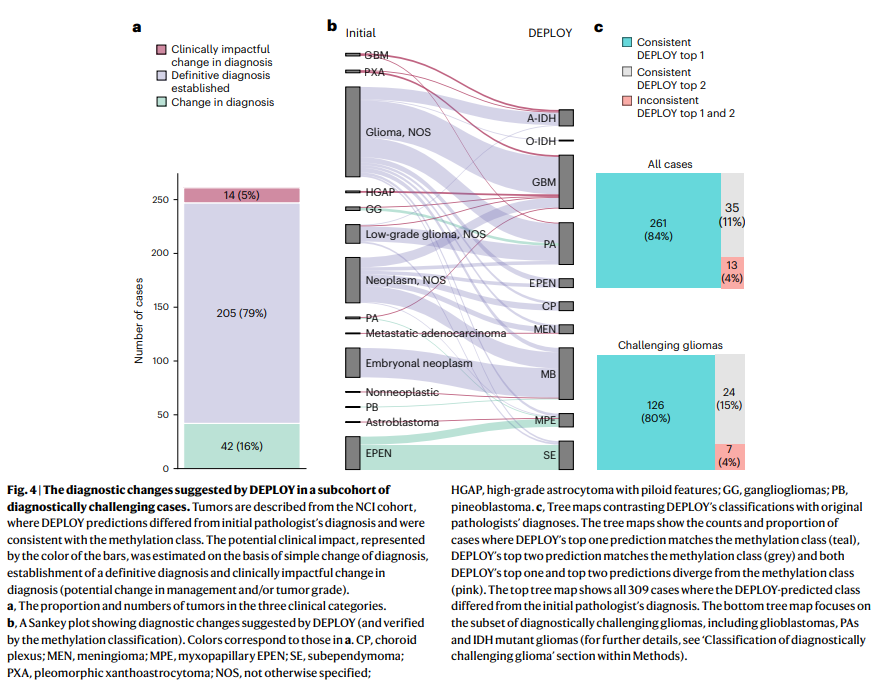 a
Clinically impactful
change in diagnosis
Definitive diagnosis
established
Change in diagnosis
Number of cases
250
200
150
100
50
0
14 (5%)
205 (79%)
42 (16%)
b
Initial
DEPLOY
GBM
PXA
Glioma, NOS
HGAP
GG
Low-grade glioma, NOS
Neoplasm, NOS
PA
Metastatic adenocarcinoma
Embryonal neoplasm
Nonneoplastic
PB
Astroblastoma
EPEN
A-IDH
O-IDH
GBM
PA
EPEN
CP
MEN
MB
MPE
SE
c
Consistent
DEPLOY top 1
Consistent
DEPLOY top 2
Inconsistent
DEPLOY top 1 and 2
All cases
261
(84%)
35
(11%)
13
(4%)
Challenging gliomas
126
(80%)
24
(15%)
7
(4%)
Fig. 4 | The diagnostic changes suggested by DEPLOY in a subcohort of
diagnostically challenging cases. Tumors are described from the NCI cohort,
where DEPLOY predictions differed from initial pathologist's diagnosis and were
consistent with the methylation class. The potential clinical impact, represented
by the color of the bars, was estimated on the basis of simple change of diagnosis,
establishment of a definitive diagnosis and clinically impactful change in
diagnosis (potential change in management and/or tumor grade).
a, The proportion and numbers of tumors in the three clinical categories.
b, A Sankey plot showing diagnostic changes suggested by DEPLOY (and verified
by the methylation classification). Colors correspond to those in a. CP, choroid
plexus; MEN, meningioma; MPE, myxopapillary EPEN; SE, subependymoma;
PXA, pleomorphic xanthoastrocytoma; NOS, not otherwise specified;
HGAP, high-grade astrocytoma with piloid features; GG, gangliogliomas; PB,
pineoblastoma. c, Tree maps contrasting DEPLOY's classifications with original
pathologists' diagnoses. The tree maps show the counts and proportion of
cases where DEPLOY's top one prediction matches the methylation class (teal),
DEPLOY's top two prediction matches the methylation class (grey) and both
DEPLOY's top one and top two predictions diverge from the methylation class
(pink). The top tree map shows all 309 cases where the DEPLOY-predicted class
differed from the initial pathologist's diagnosis. The bottom tree map focuses on
the subset of diagnostically challenging gliomas, including glioblastomas, PAs
and IDH mutant gliomas (for further details, see 'Classification of diagnostically
challenging glioma' section within Methods).